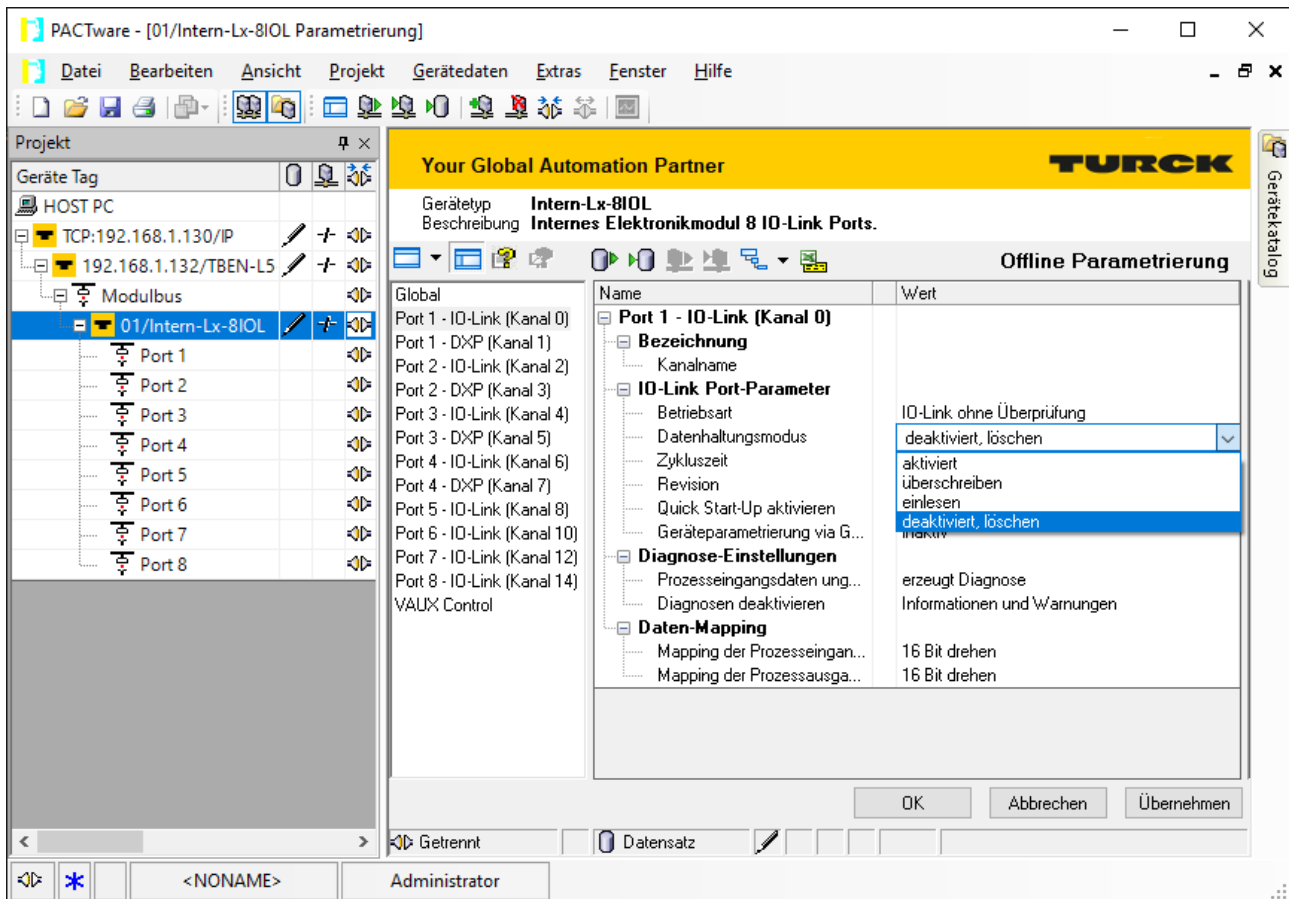 PACTware - [01/Intern-Lx-8IOL Parametrierung]
Datei Bearbeiten Ansicht Projekt Gerätedaten Extras Fenster Hilfe
Projekt
Geräte Tag
HOST PC
TCP:192.168.1.130/IP
192.168.1.132/TBEN-L5
Modulbus
01/Intern-Lx-8IOL
Port 1
Port 2
Port 3
Port 4
Port 5
Port 6
Port 7
Port 8
Your Global Automation Partner
TURCK
Gerätetyp Intern-Lx-8IOL
Beschreibung Internes Elektronikmodul 8 IO-Link Ports.
Offline Parametrierung
Global
Port 1 - IO-Link (Kanal 0)
Port 1 - DXP (Kanal 1)
Port 2 - IO-Link (Kanal 2)
Port 2 - DXP (Kanal 3)
Port 3 - IO-Link (Kanal 4)
Port 3 - DXP (Kanal 5)
Port 4 - IO-Link (Kanal 6)
Port 4 - DXP (Kanal 7)
Port 5 - IO-Link (Kanal 8)
Port 6 - IO-Link (Kanal 10)
Port 7 - IO-Link (Kanal 12)
Port 8 - IO-Link (Kanal 14)
VAUX Control
Name Wert
Port 1 - IO-Link (Kanal 0)
Bezeichnung
Kanalname
IO-Link Port-Parameter
Betriebsart IO-Link ohne Überprüfung
Datenhaltungsmodus deaktiviert, löschen
Zykluszeit aktiviert
Revision überschreiben
Quick Start-Up aktivieren einlesen
deaktiviert, löschen
Geräteparametrierung via G... inaktiv
Diagnose-Einstellungen
Prozesseingangsdaten ung... erzeugt Diagnose
Diagnosen deaktivieren Informationen und Warnungen
Daten-Mapping
Mapping der Prozesseingan... 16 Bit drehen
Mapping der Prozessausga... 16 Bit drehen
OK Abbrechen Übernehmen
Getrennt Datensatz
Gerätekatalog
<NONAME> Administrator